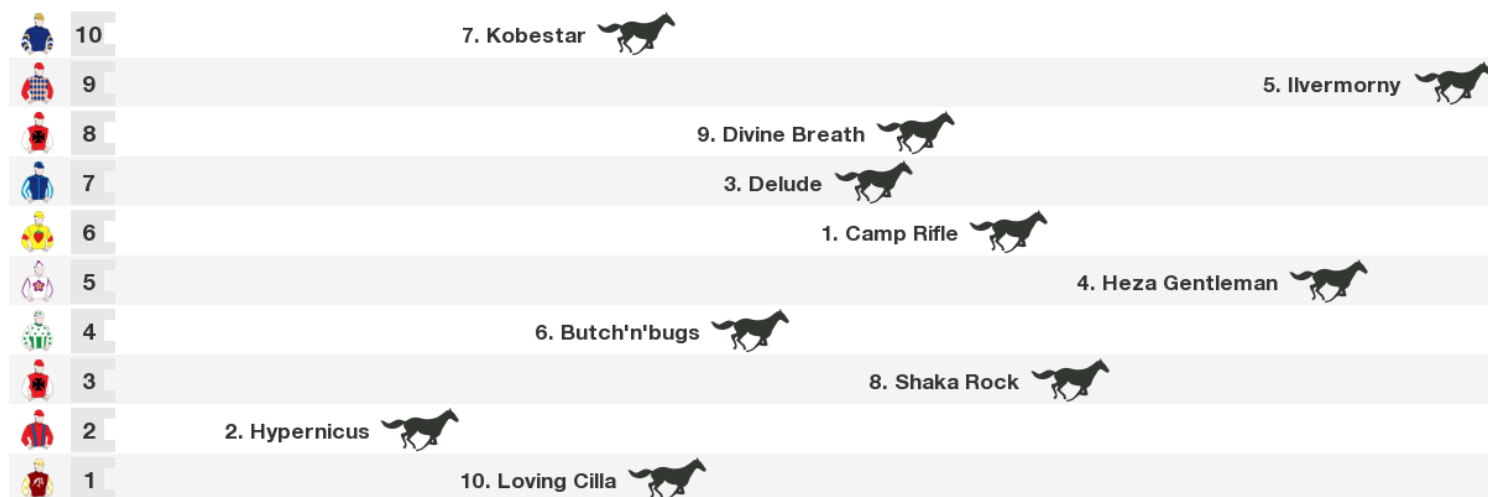 10 7. Kobestar
9 5. Ilvermorny
8 9. Divine Breath
7 3. Delude
6 1. Camp Rifle
5 4. Heza Gentleman
4 6. Butch'n'bugs
3 8. Shaka Rock
2 2. Hypernicus
1 10. Loving Cilla